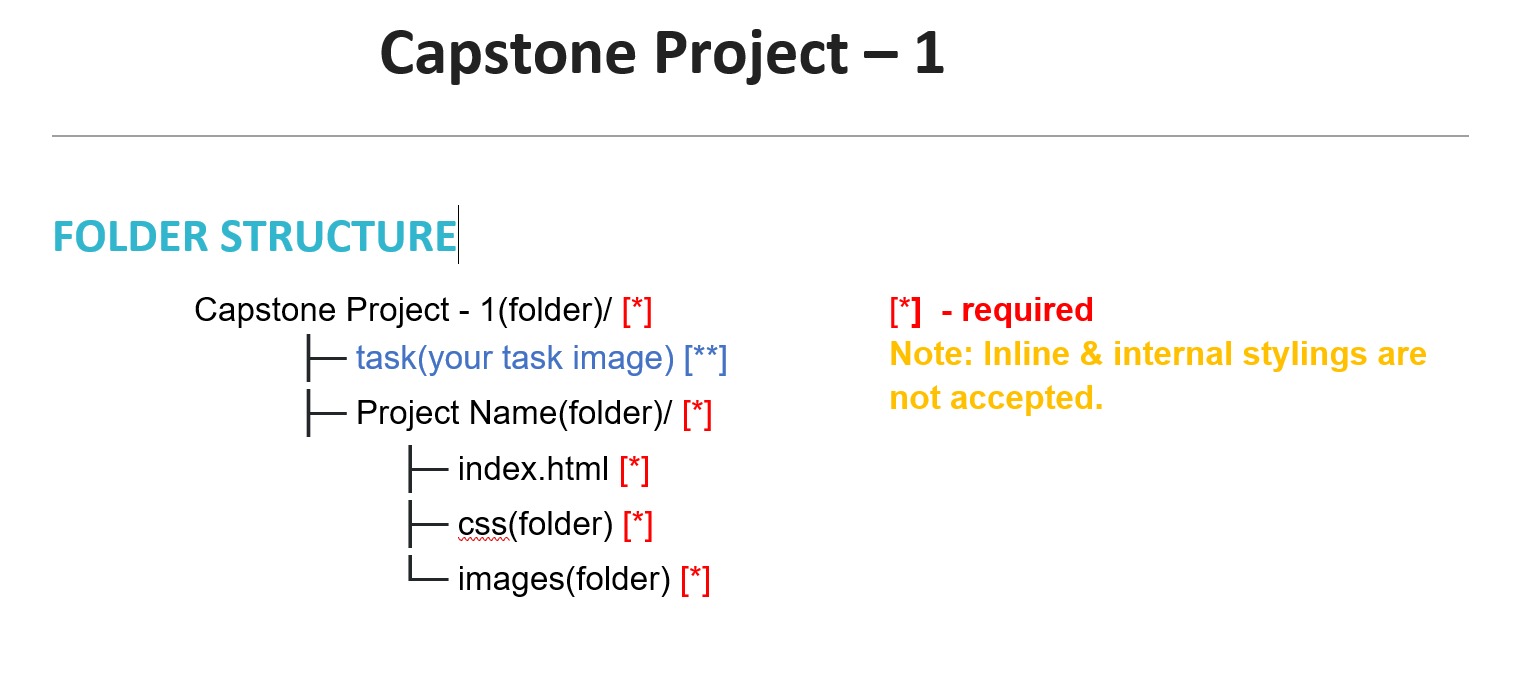 Capstone Project – 1
FOLDER STRUCTURE
Capstone Project - 1(folder)/ [*]
task(your task image) [**]
Project Name(folder)/ [*]
index.html [*]
css(folder) [*]
images(folder) [*]
[*] - required
Note: Inline & internal stylings are
not accepted.